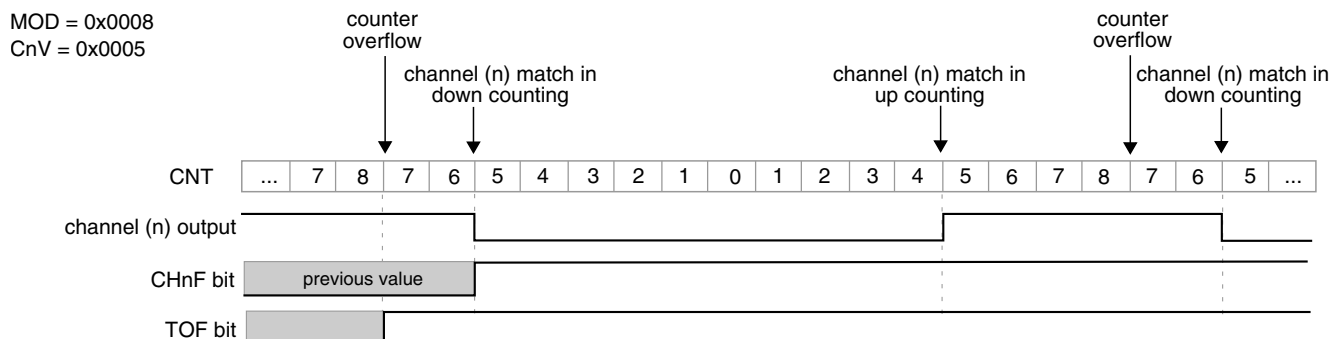 MOD = 0x0008
CnV = 0x0005
counter
overflow
channel (n) match in
down counting
channel (n) match in
up counting
counter
overflow
channel (n) match in
down counting
CNT ... 7 8 7 6 5 4 3 2 1 0 1 2 3 4 5 6 7 8 7 6 5 ...
channel (n) output
CHnF bit previous value
TOF bit